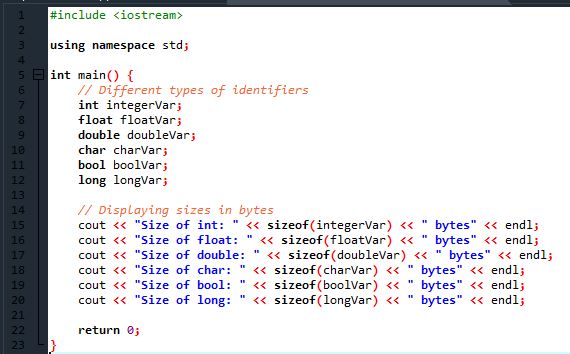 1 #include <iostream>
2
3 using namespace std;
4
5 int main() {
6 // Different types of identifiers
7 int integerVar;
8 float floatVar;
9 double doubleVar;
10 char charVar;
11 bool boolVar;
12 long longVar;
13
14 // Displaying sizes in bytes
15 cout << "Size of int: " << sizeof(integerVar) << " bytes" << endl;
16 cout << "Size of float: " << sizeof(floatVar) << " bytes" << endl;
17 cout << "Size of double: " << sizeof(doubleVar) << " bytes" << endl;
18 cout << "Size of char: " << sizeof(charVar) << " bytes" << endl;
19 cout << "Size of bool: " << sizeof(boolVar) << " bytes" << endl;
20 cout << "Size of long: " << sizeof(longVar) << " bytes" << endl;
21
22 return 0;
23 }